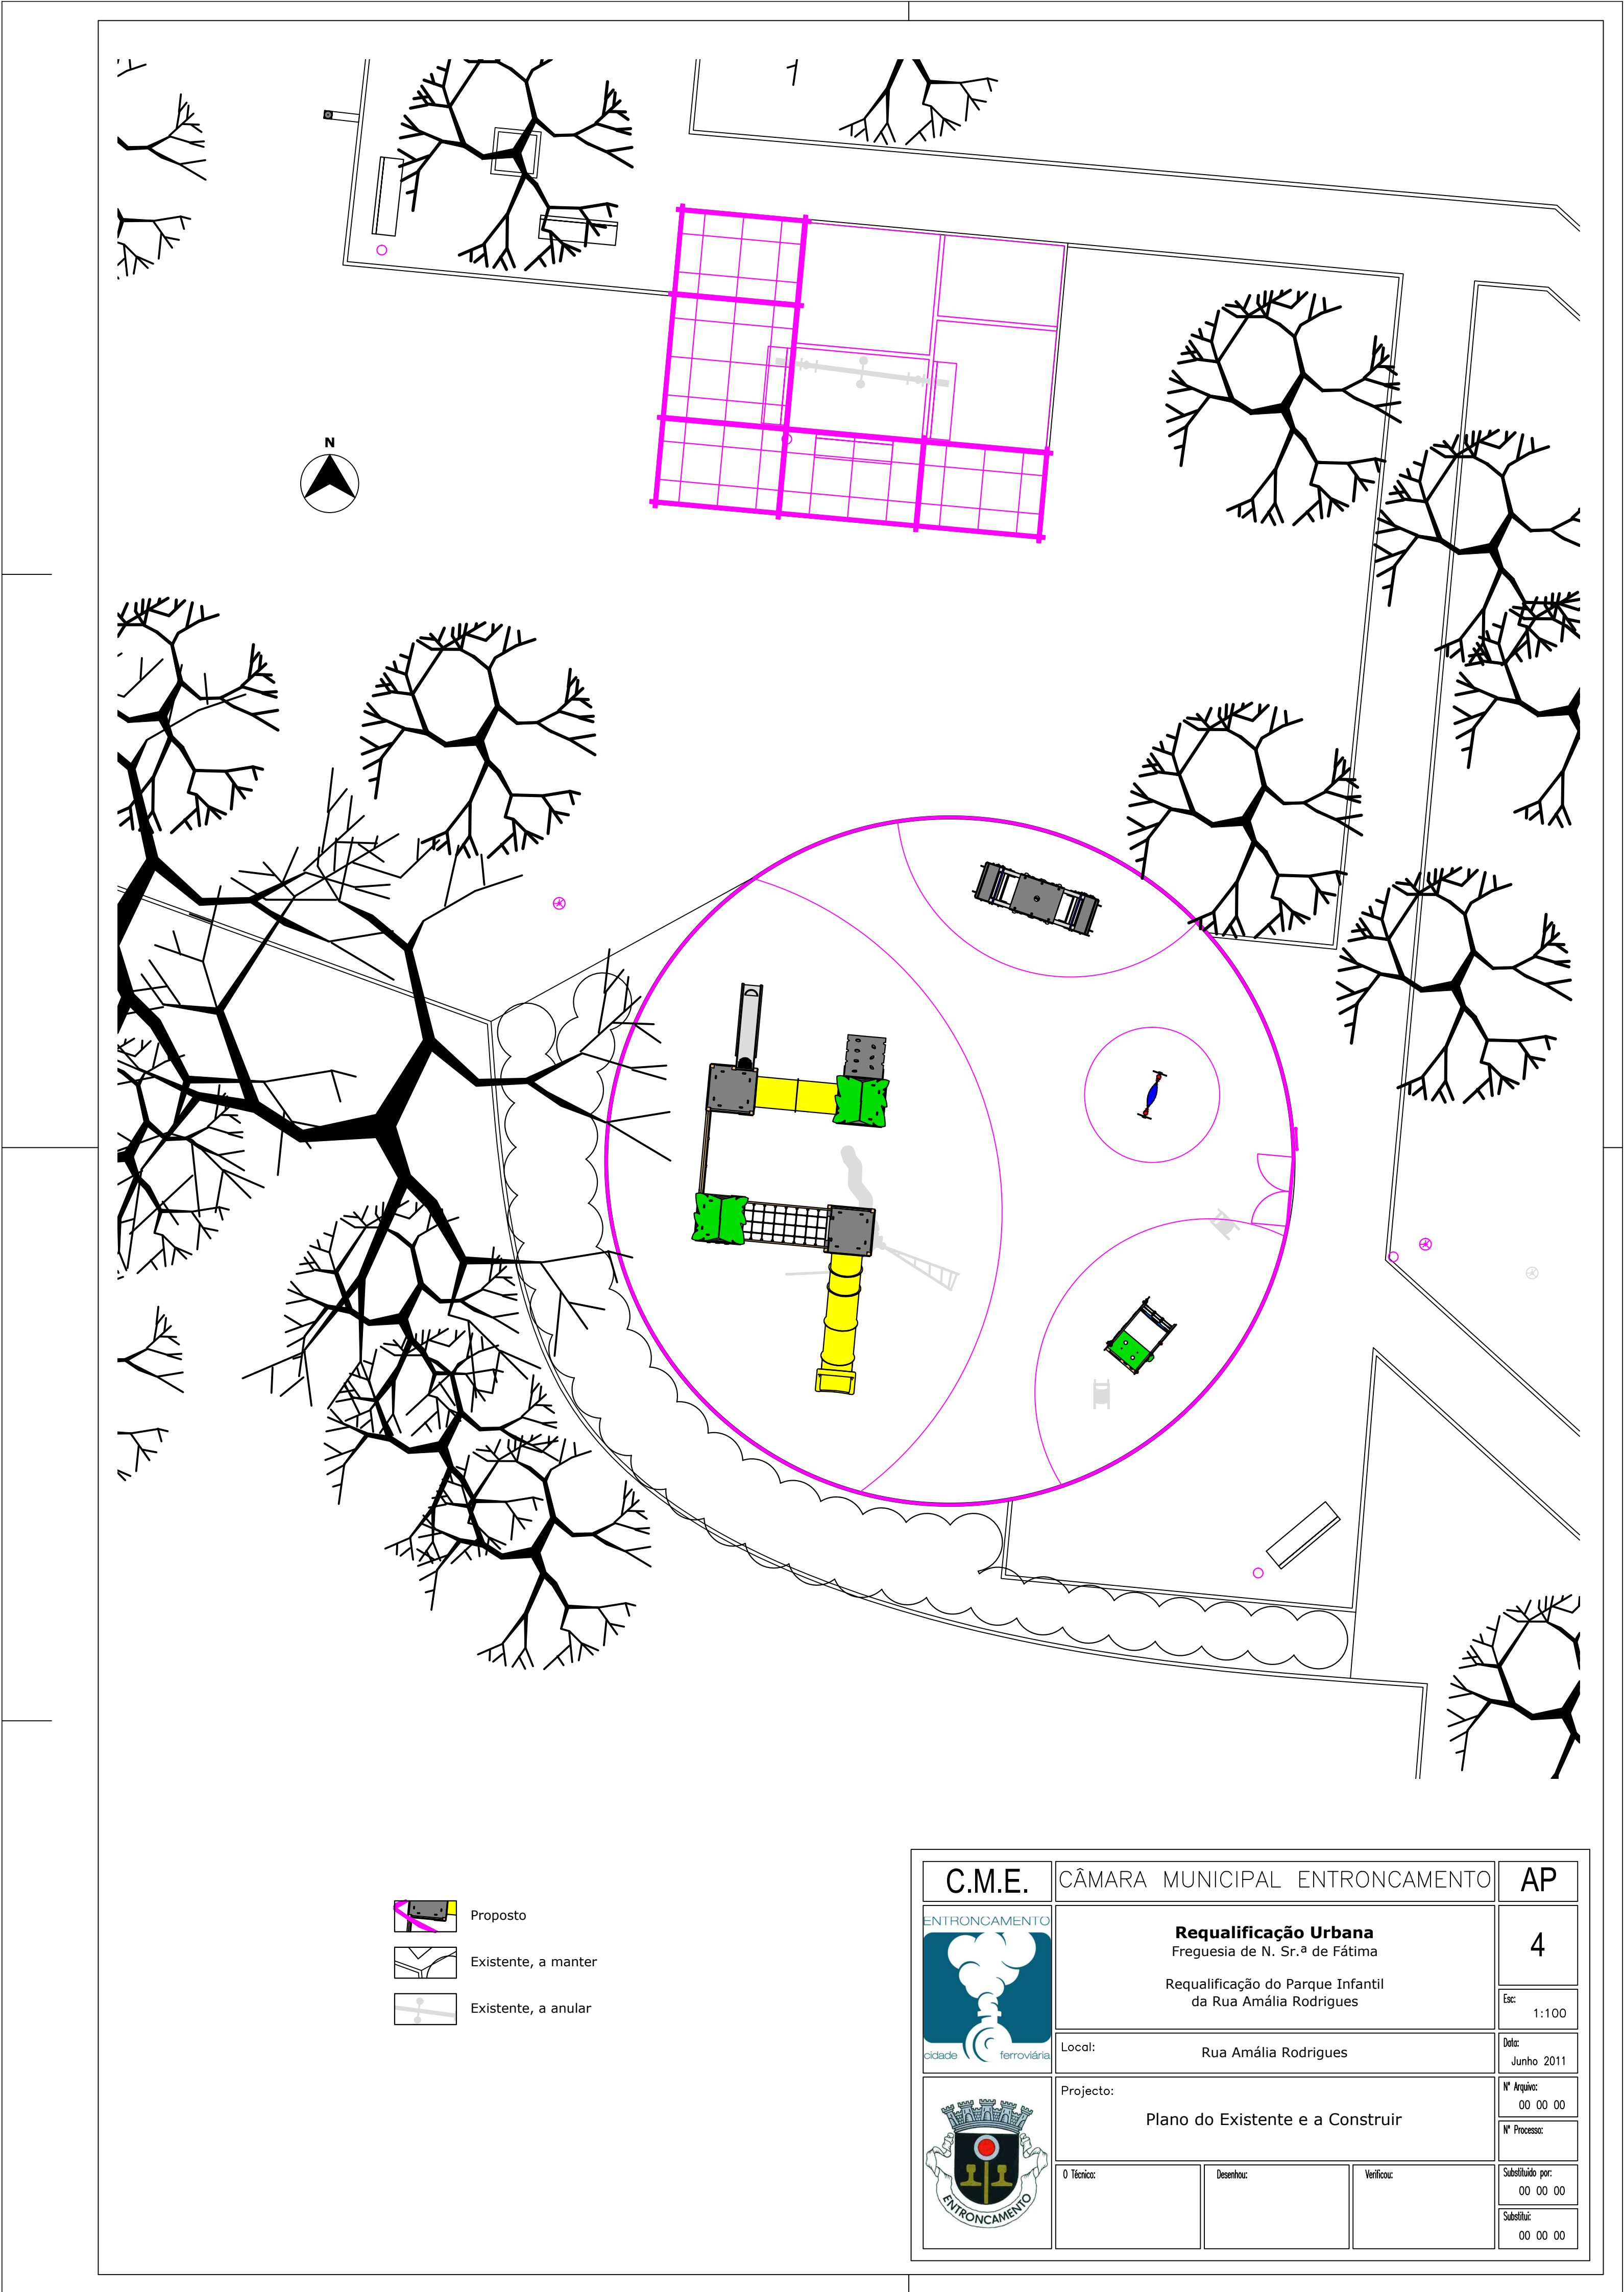 N
Proposto
Existente, a manter
Existente, a anular
C.M.E.
CÂMARA MUNICIPAL ENTRONCAMENTO
AP
ENTRONCAMENTO
cidade ferroviária
Requalificação Urbana
Freguesia de N. Sr.ª de Fátima
Requalificação do Parque Infantil
da Rua Amália Rodrigues
4
Esc:
1:100
Local:
Rua Amália Rodrigues
Data:
Junho 2011
ENTRONCAMENTO
Projecto:
Plano do Existente e a Construir
Nº Arquivo:
00 00 00
Nº Processo:
O Técnico:
Desenhou:
Verificou:
Substituido por:
00 00 00
Substitui:
00 00 00